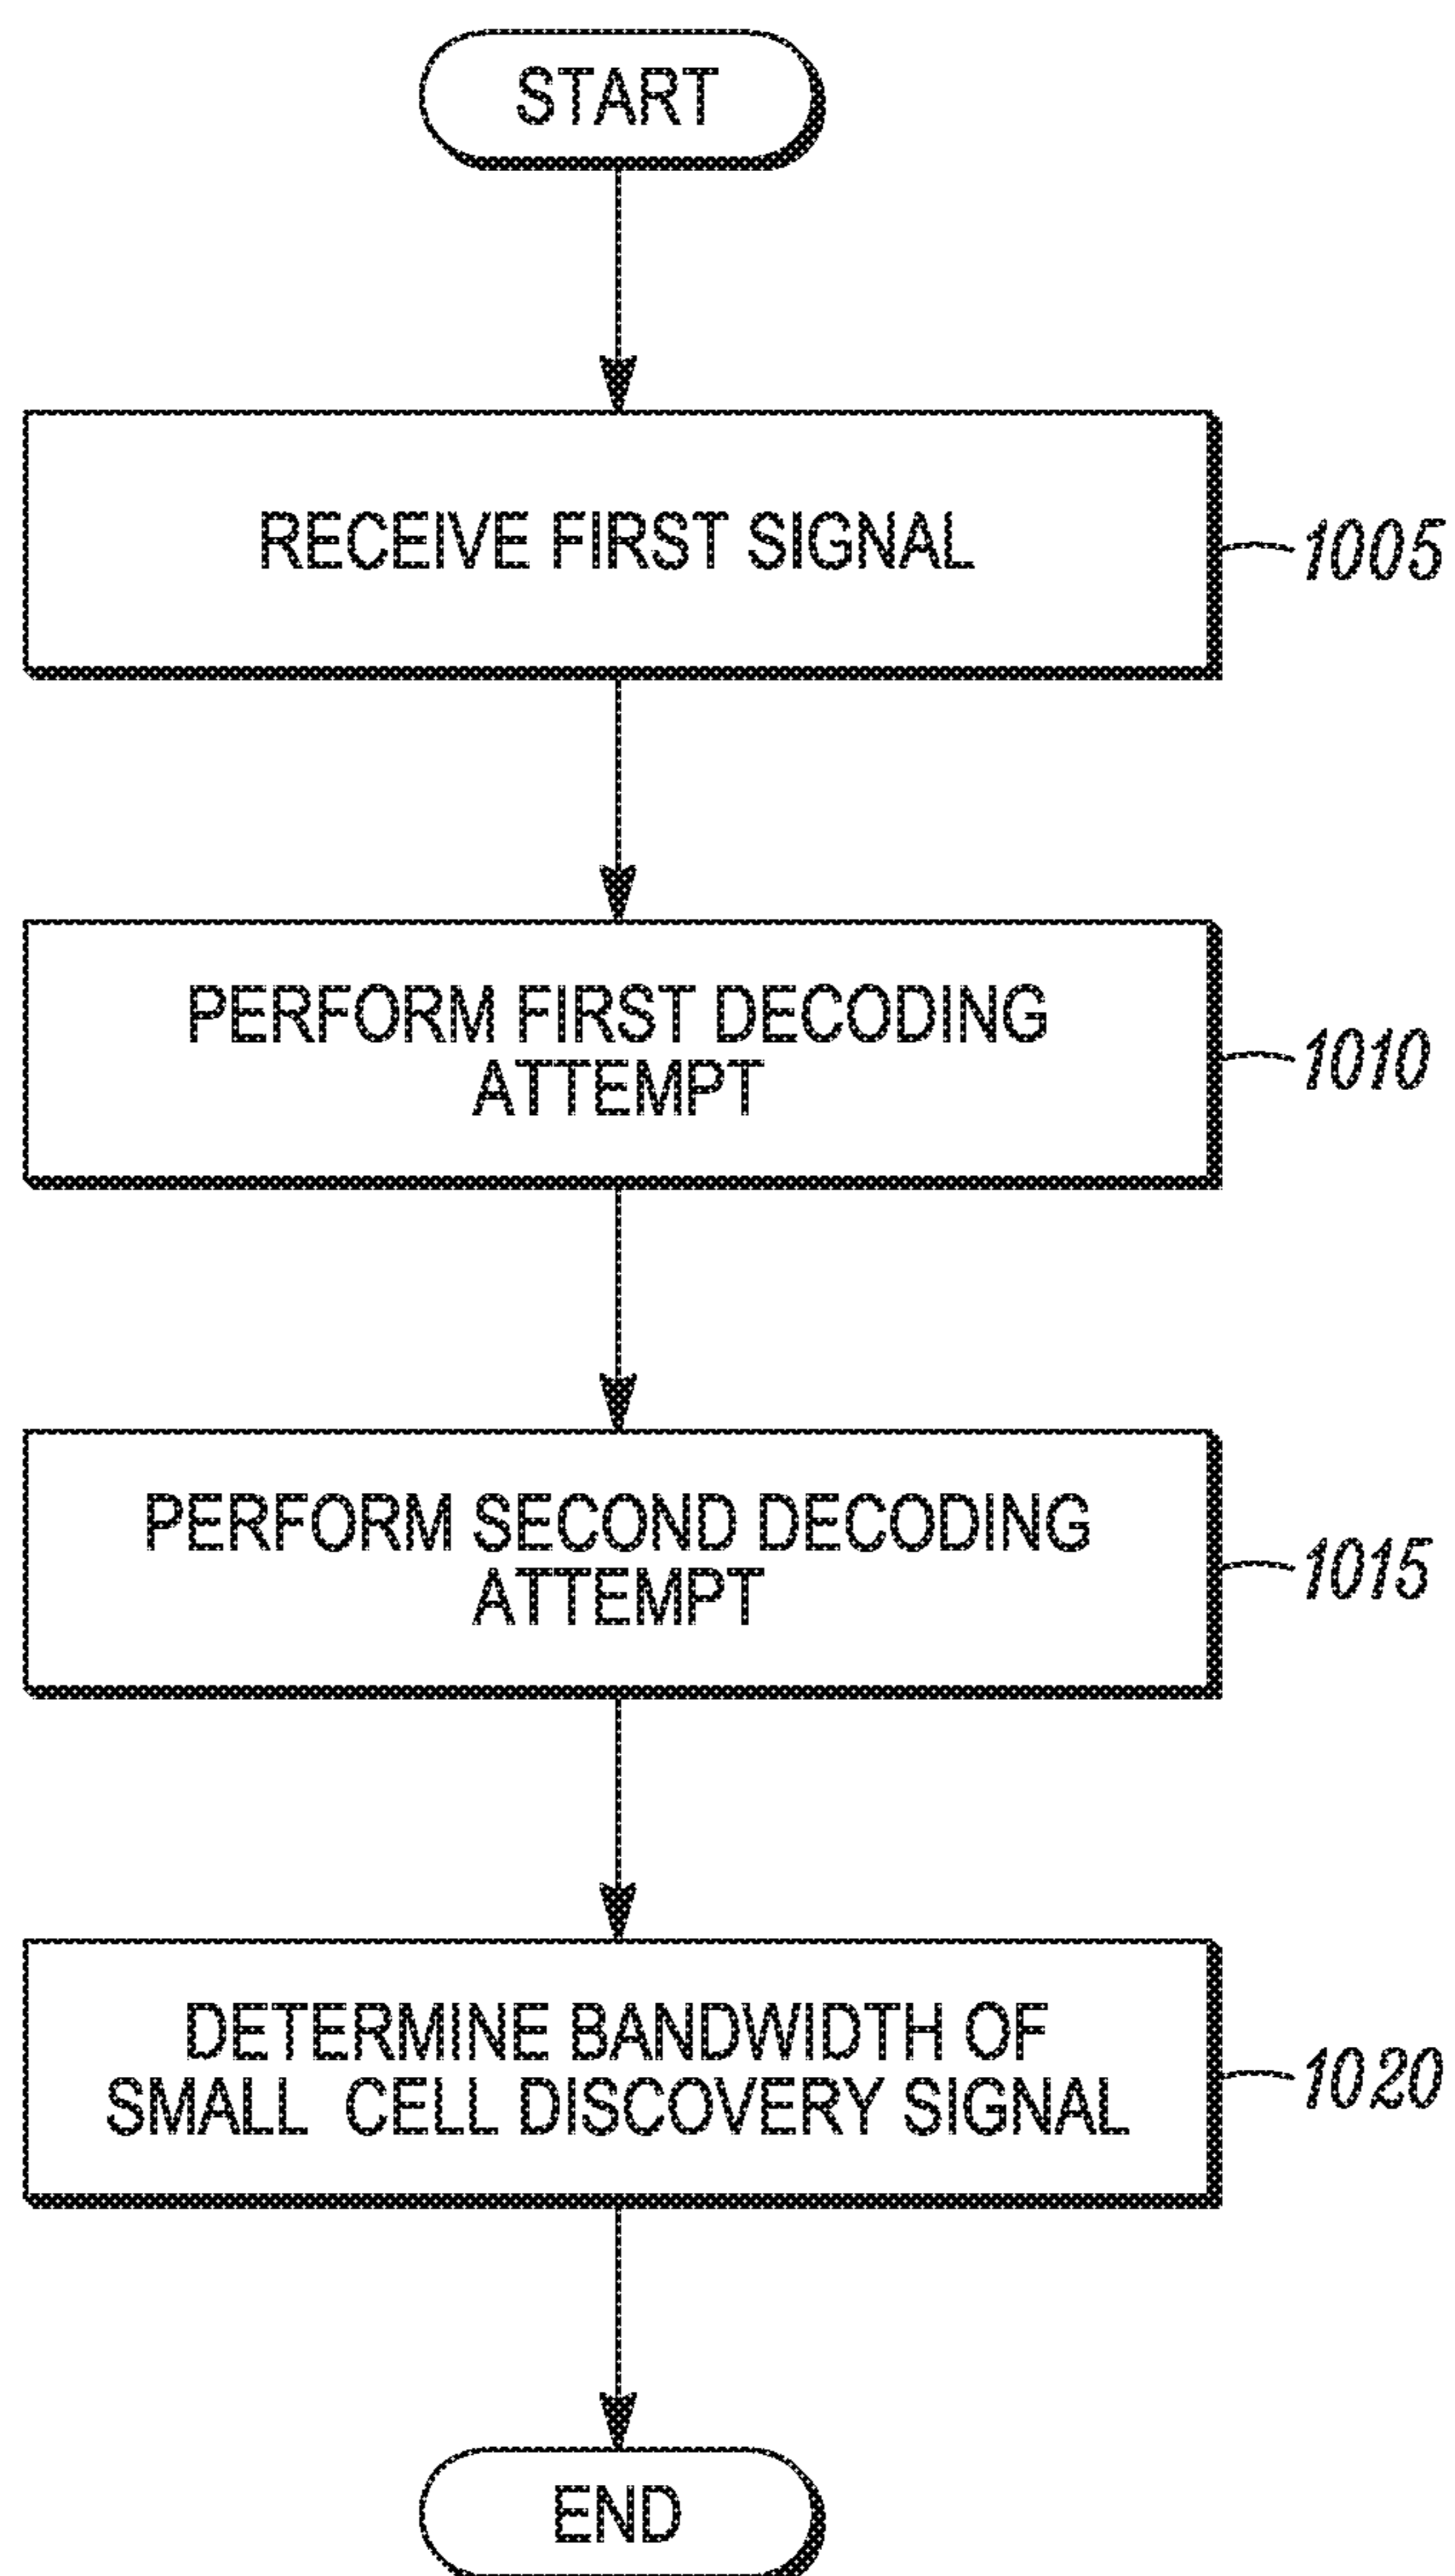 START
RECEIVE FIRST SIGNAL
1005
PERFORM FIRST DECODING
ATTEMPT
1010
PERFORM SECOND DECODING
ATTEMPT
1015
DETERMINE BANDWIDTH OF
SMALL CELL DISCOVERY SIGNAL
1020
END